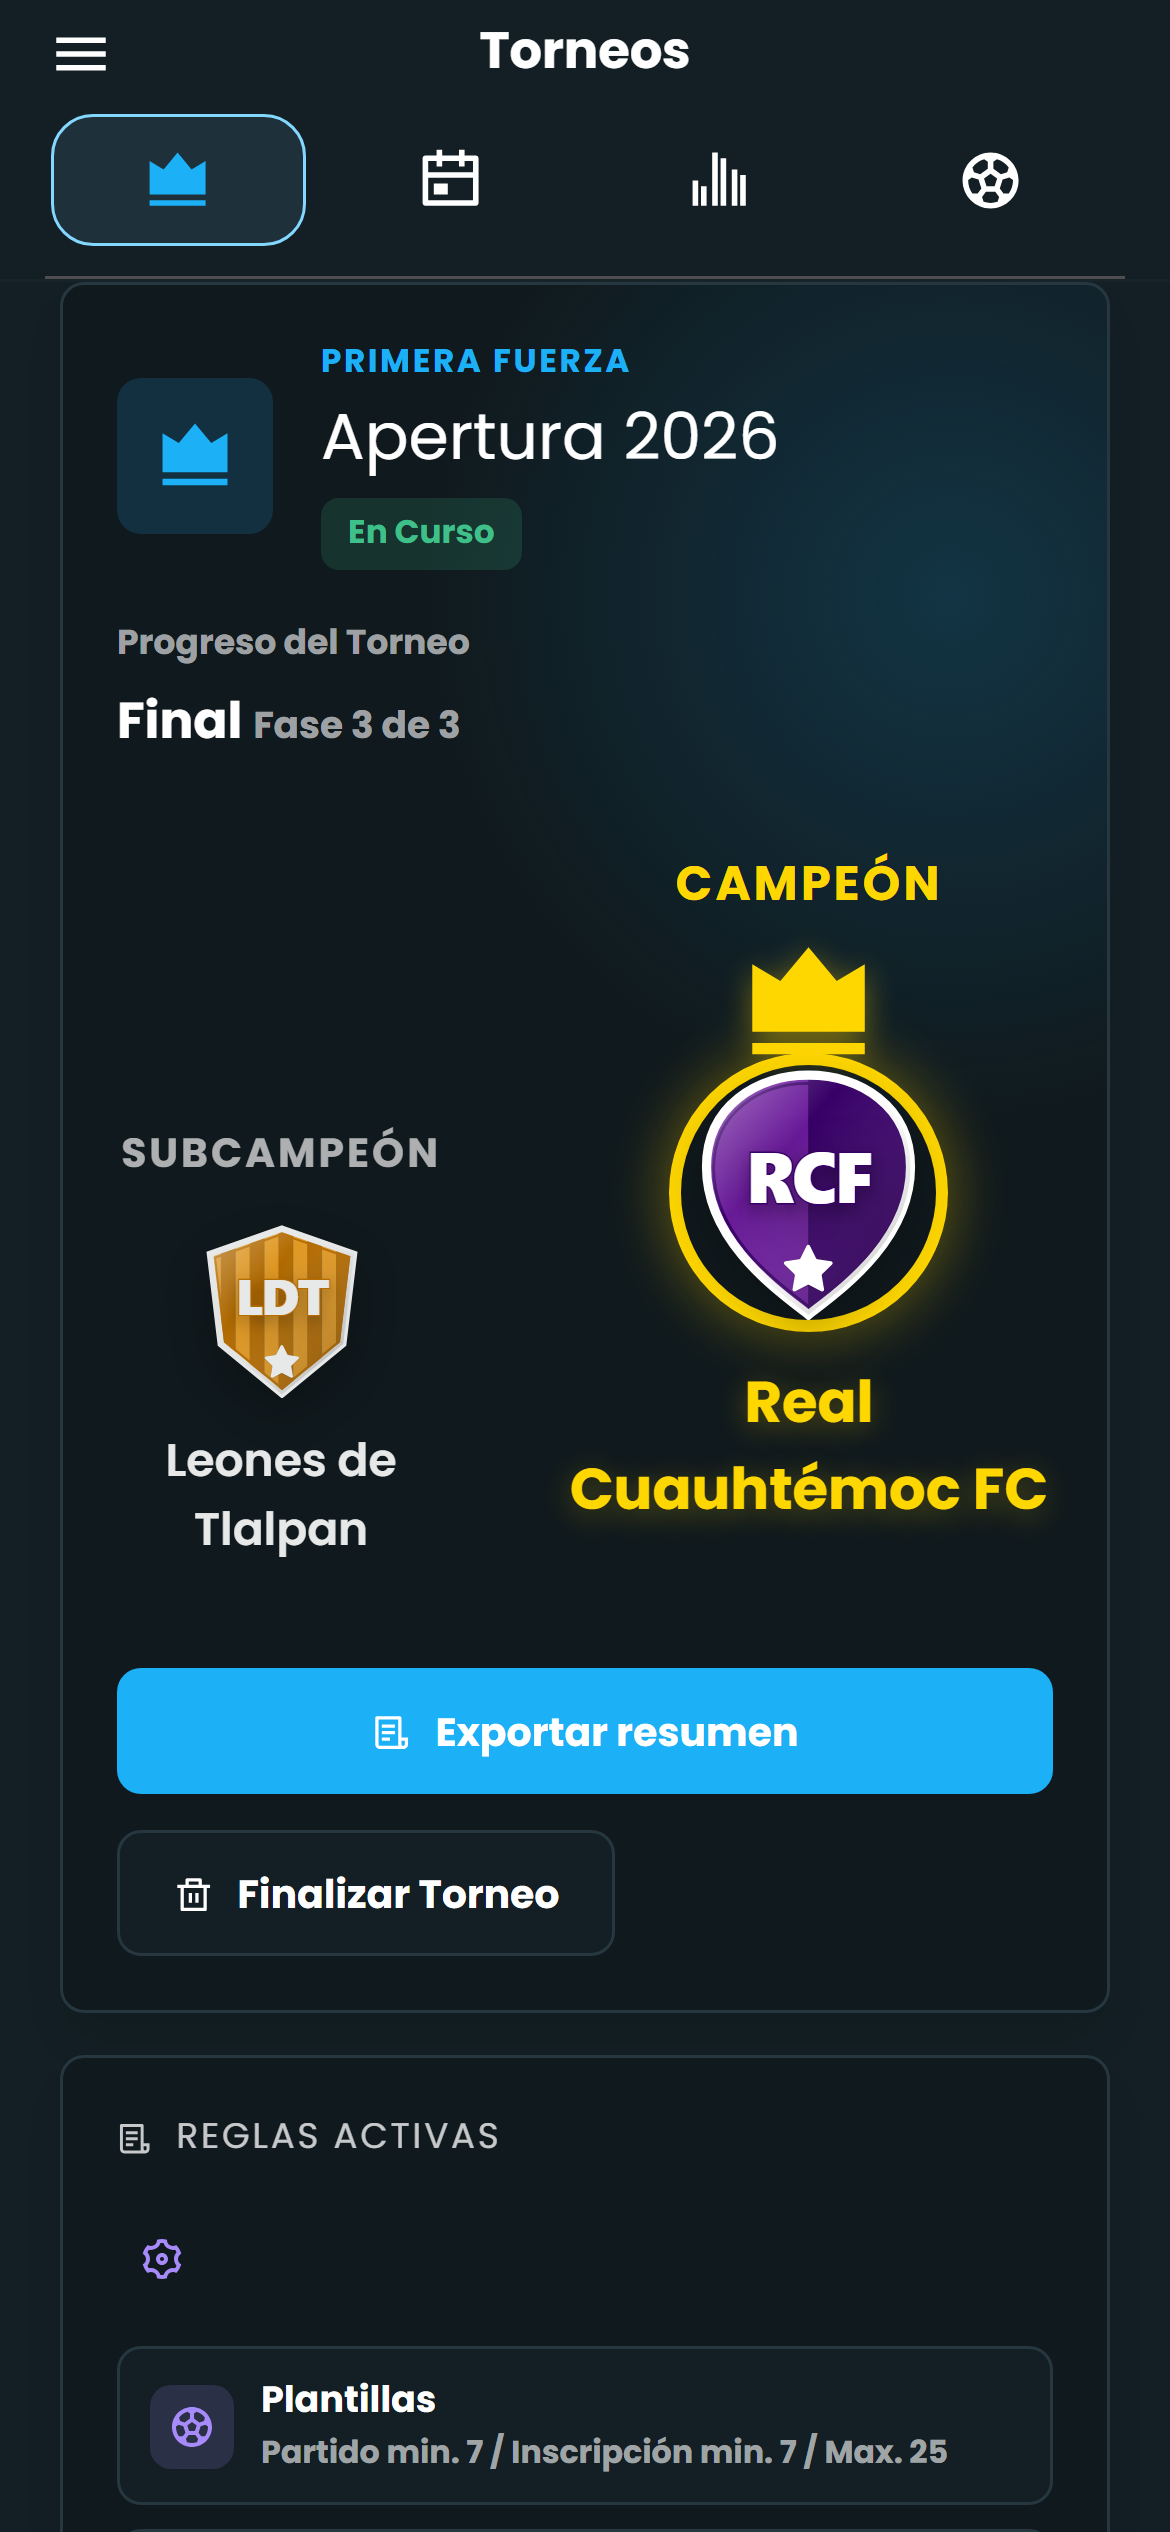 Torneos
PRIMERA FUERZA
Apertura 2026
En Curso
Progreso del Torneo
Final Fase 3 de 3
CAMPEÓN
RCF
Real
Cuauhtémoc FC
SUBCAMPEÓN
LDT
Leones de
Tlalpan
Exportar resumen
Finalizar Torneo
REGLAS ACTIVAS
Plantillas
Partido min. 7 / Inscripción min. 7 / Max. 25